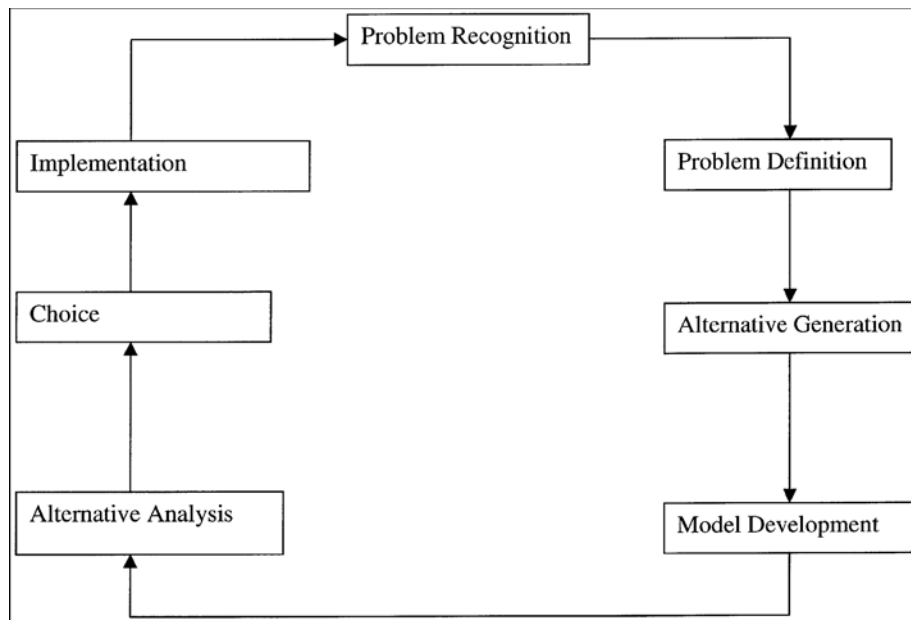 Problem Recognition
Implementation
Problem Definition
Choice
Alternative Generation
Alternative Analysis
Model Development